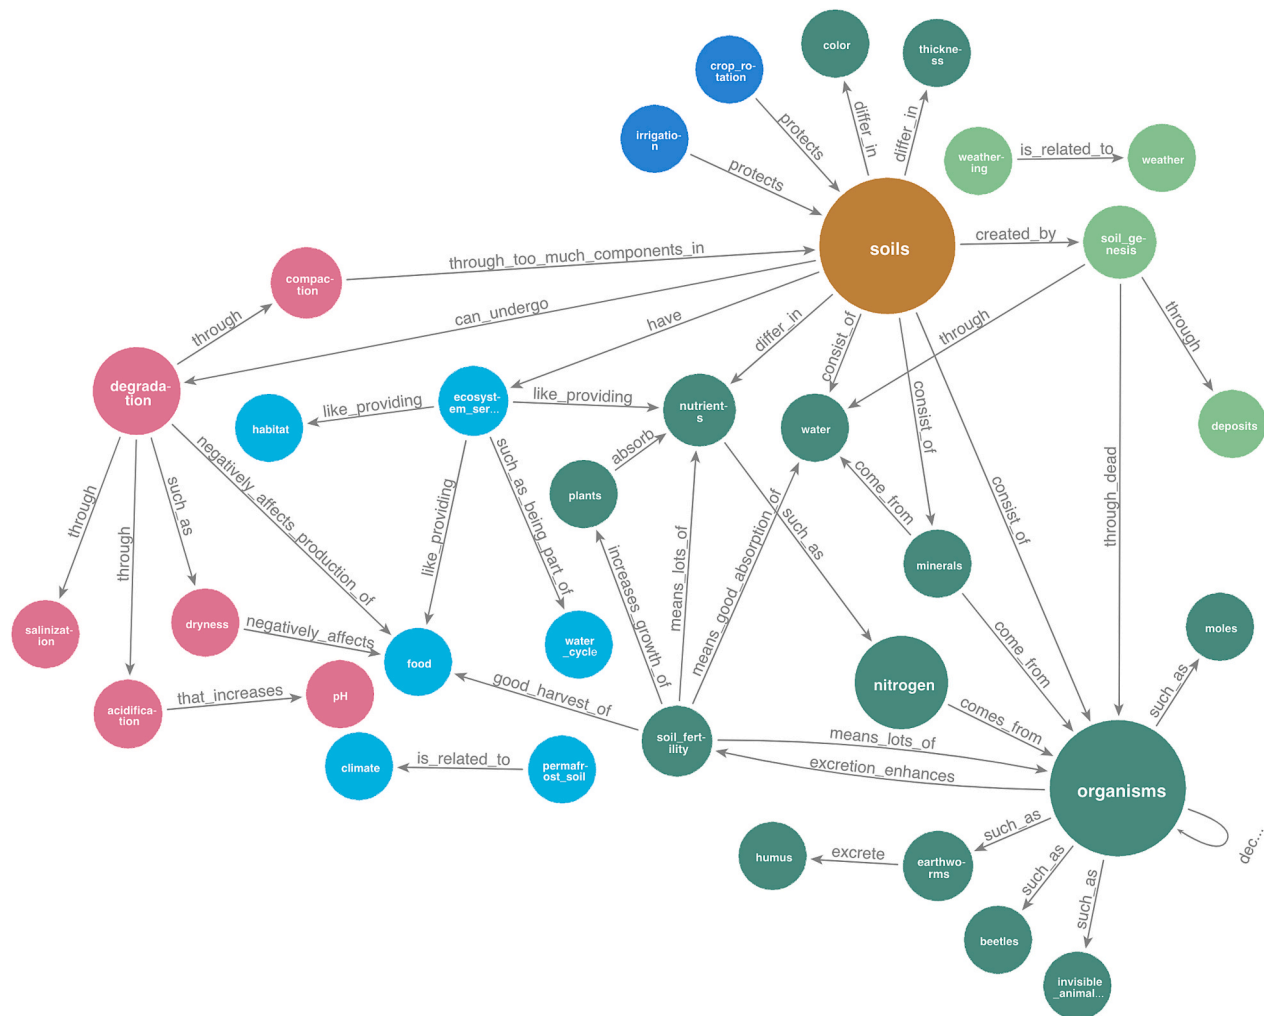 color
thickne-
ss
crop_ro-
tation
irrigatio-
n
protects
protects
differ_in
differ_in
weather-
ing
is_related_to
weather
soils
created_by
soil_ge-
nesis
compac-
tion
through_too_much_components_in
can_undergo
have
differ_in
consist_of
consist_of
consist_of
through
through
through_dead
deposits
through
degrada-
tion
ecosyst-
em_ser...
like_providing
like_providing
habitat
nutrient-
s
water
absorb
plants
come_from
minerals
come_from
negatively_affects_production_of
such_as
through
through
like_providing
such_as_being_part_of
increases_growth_of
means_lots_of
means_good_absorption_of
such_as
salinizat-
ion
dryness
negatively_affects
food
water
_cycle
acidifica-
tion
that_increases
pH
good_harvest_of
soil_fert-
ility
nitrogen
comes_from
moles
such_as
climate
is_related_to
permafr-
ost_soil
means_lots_of
excretion_enhances
organisms
dec...
humus
excrete
earthwo-
rms
such_as
such_as
such_as
beetles
invisible
_animal...